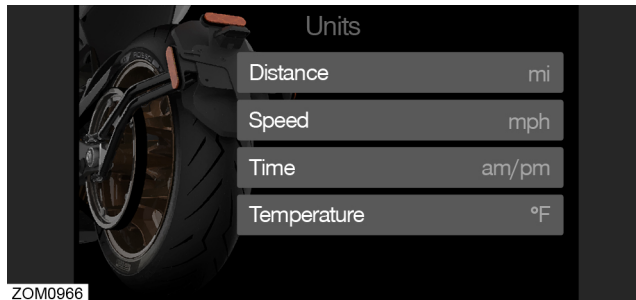 Units
Distance mi
Speed mph
Time am/pm
Temperature °F
ZOM0966